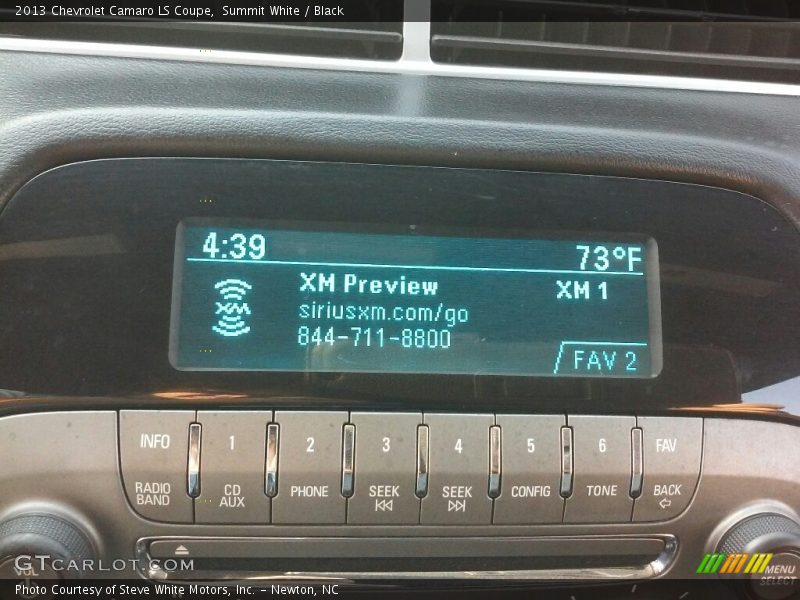 2013 Chevrolet Camaro LS Coupe, Summit White / Black
4:39
73°F
XM
XM Preview
XM 1
siriusxm.com/go
844-711-8800
FAV 2
INFO
1
2
3
4
5
6
FAV
RADIO
BAND
CD
AUX
PHONE
SEEK
SEEK
CONFIG
TONE
BACK
VOL
MENU
SELECT
GTCARLOT.COM
Photo Courtesy of Steve White Motors, Inc. - Newton, NC